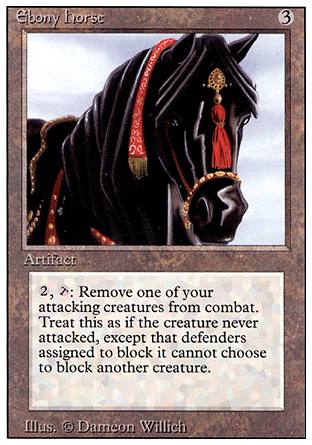 Ebony Horse 3
Artifact
2, : Remove one of your
attacking creatures from combat.
Treat this as if the creature never
attacked, except that defenders
assigned to block it cannot choose
to block another creature.
Illus. © Dameon Willich